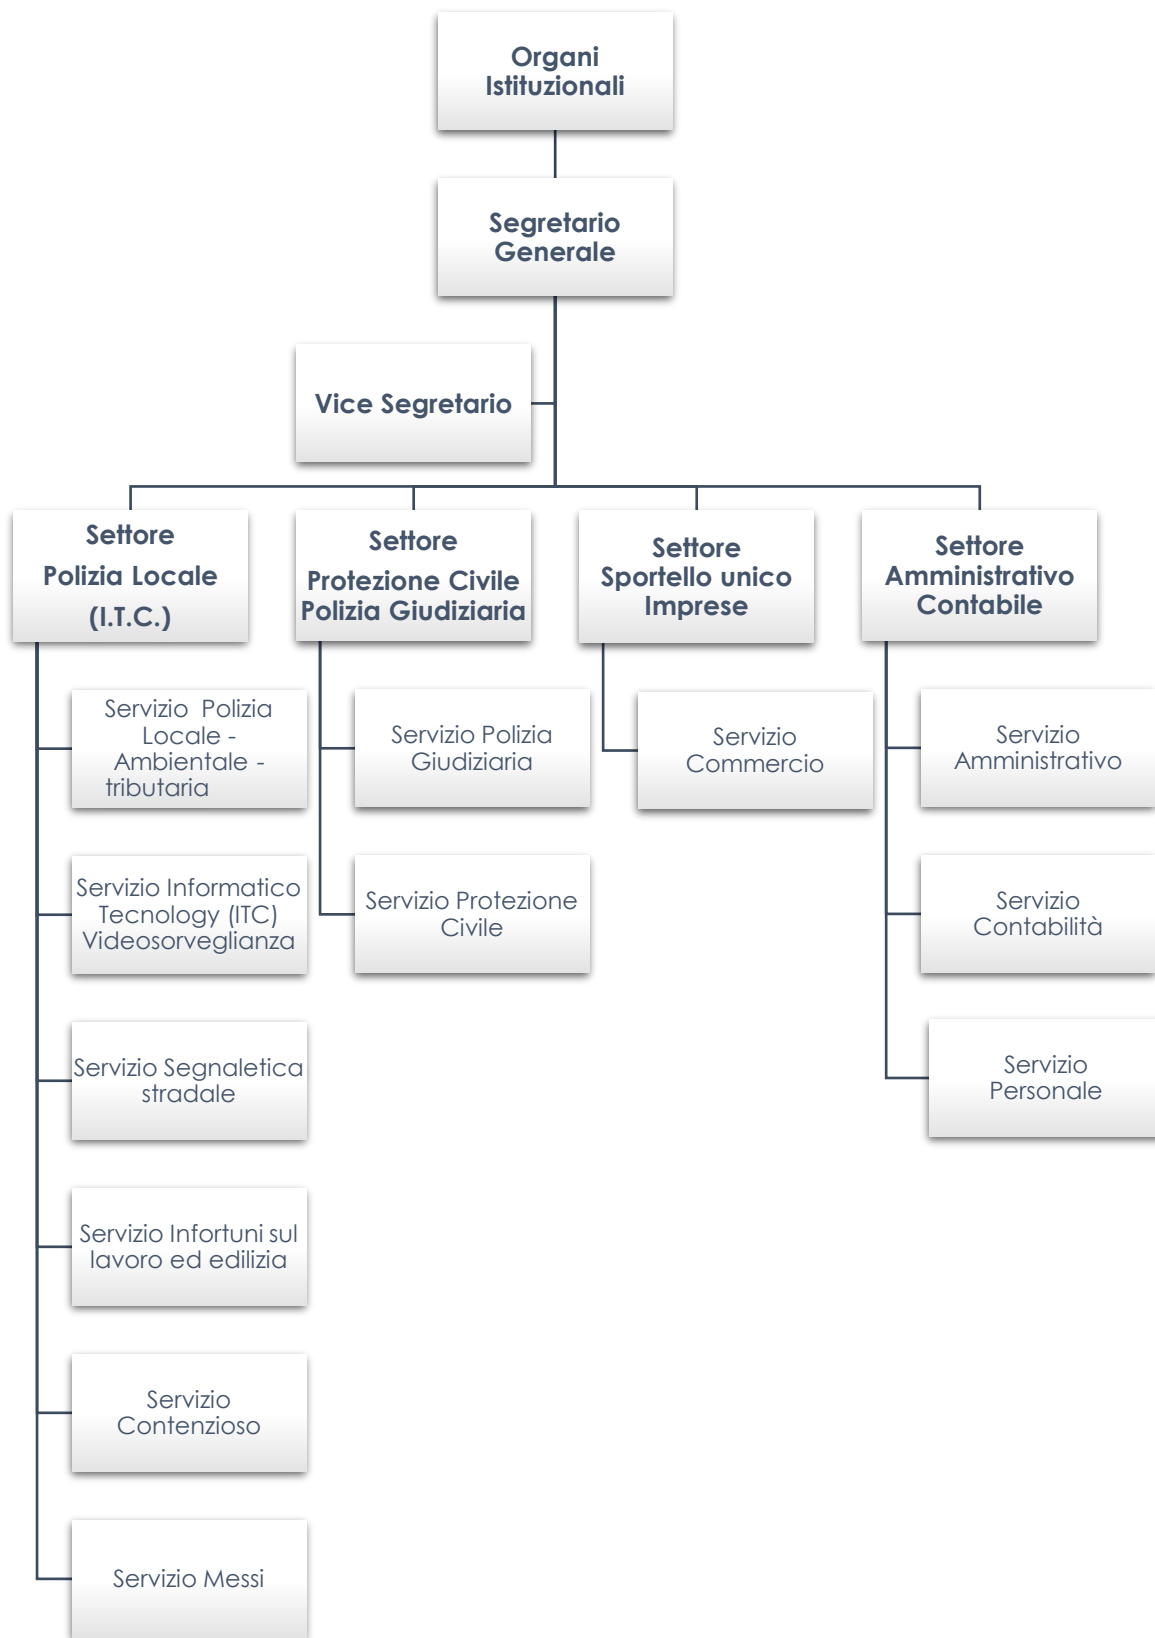 Organi
Istituzionali
Segretario
Generale
Vice Segretario
Settore
Polizia Locale
(I.T.C.)
Settore
Protezione Civile
Polizia Giudiziaria
Settore
Sportello unico
Imprese
Settore
Amministrativo
Contabile
Servizio Polizia
Locale -
Ambientale -
tributaria
Servizio Informatico
Tecnology (ITC)
Videosorveglianza
Servizio Segnaletica
stradale
Servizio Infortuni sul
lavoro ed edilizia
Servizio
Contenzioso
Servizio Messi
Servizio Polizia
Giudiziaria
Servizio Protezione
Civile
Servizio
Commercio
Servizio
Amministrativo
Servizio
Contabilità
Servizio
Personale